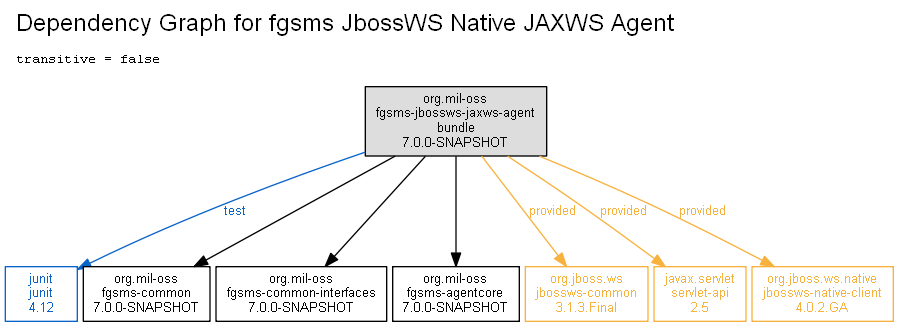 Dependency Graph for fgsms JbossWS Native JAXWS Agent
transitive = false
org.mil-oss
fgsms-jbossws-jaxws-agent
bundle
7.0.0-SNAPSHOT
test
provided
provided
provided
junit
junit
4.12
org.mil-oss
fgsms-common
7.0.0-SNAPSHOT
org.mil-oss
fgsms-common-interfaces
7.0.0-SNAPSHOT
org.mil-oss
fgsms-agentcore
7.0.0-SNAPSHOT
org.jboss.ws
jbossws-common
3.1.3.Final
javax.servlet
servlet-api
2.5
org.jboss.ws.native
jbossws-native-client
4.0.2.GA